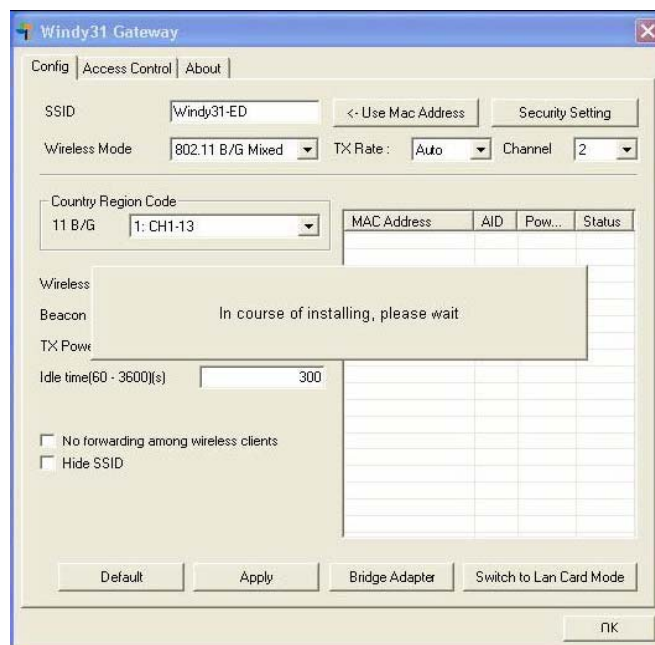 Windy31 Gateway
Config Access Control About
SSID Windy31-ED <- Use Mac Address Security Setting
Wireless Mode 802.11 B/G Mixed TX Rate : Auto Channel 2
Country Region Code
11 B/G 1: CH1-13
MAC Address AID Pow... Status
Wireless
Beacon
In course of installing, please wait
TX Powe
Idle time(60 - 3600)(s) 300
No forwarding among wireless clients
Hide SSID
Default Apply Bridge Adapter Switch to Lan Card Mode
OK